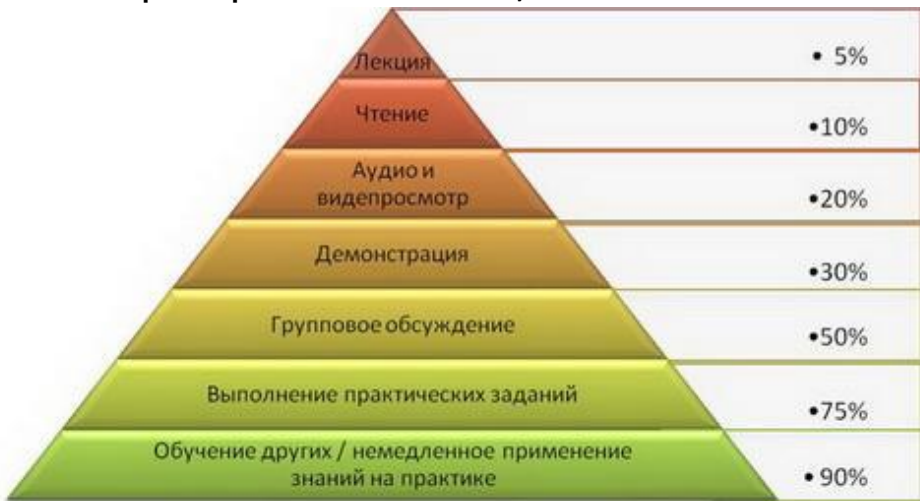 Лекция
• 5%
Чтение
•10%
Аудио и
видепросмотр
•20%
Демонстрация
•30%
Групповое обсуждение
•50%
Выполнение практических заданий
•75%
Обучение других / немедленное применение
знаний на практике
• 90%